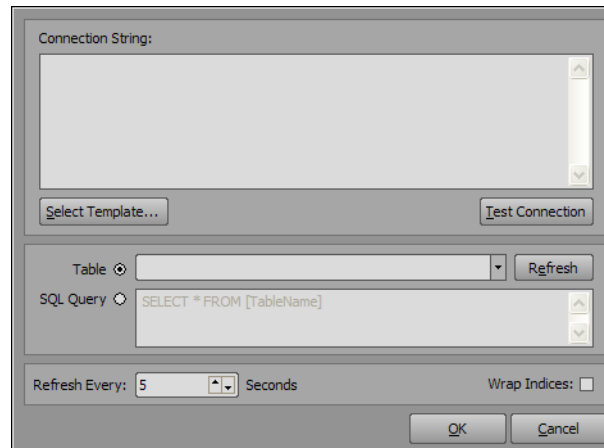 Connection String:
Select Template... Test Connection
Table Refresh
SQL Query SELECT * FROM [TableName]
Refresh Every: 5 Seconds Wrap Indices:
OK Cancel